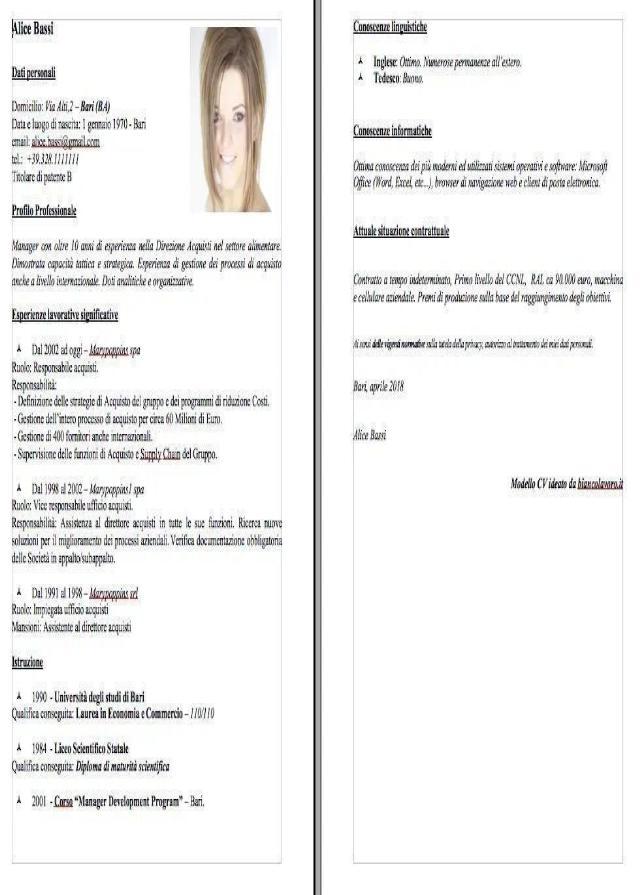 Alice Bassi
Dati personali
Domicilio: Via Alti,2 – Bari (BA)
Data e luogo di nascita: 1 gennaio 1970 - Bari
email: alice.bassi@gmail.com
tel.: +39.328.1111111
Titolare di patente B
Profilo Professionale
Manager con oltre 10 anni di esperienza nella Direzione Acquisti nel settore alimentare.
Dimostrata capacità tattica e strategica. Esperienza di gestione dei processi di acquisto
anche a livello internazionale. Doti analitiche e organizzative.
Esperienze lavorative significative
Dal 2002 ad oggi – Marypoppins spa
Ruolo: Responsabile acquisti.
Responsabilità:
- Definizione delle strategie di Acquisto del gruppo e dei programmi di riduzione Costi.
- Gestione dell'intero processo di acquisto per circa 60 Milioni di Euro.
- Gestione di 400 fornitori anche internazionali.
- Supervisione delle funzioni di Acquisto e Supply Chain del Gruppo.
Dal 1998 al 2002 – Marypoppins1 spa
Ruolo: Vice responsabile ufficio acquisti.
Responsabilità: Assistenza al direttore acquisti in tutte le sue funzioni. Ricerca nuove
soluzioni per il miglioramento dei processi aziendali. Verifica documentazione obbligatoria
delle Società in appalto/subappalto.
Dal 1991 al 1998 – Marypoppins srl
Ruolo: Impiegata ufficio acquisti
Mansioni: Assistente al direttore acquisti
Istruzione
1990 - Università degli studi di Bari
Qualifica conseguita: Laurea in Economia e Commercio – 110/110
1984 - Liceo Scientifico Statale
Qualifica conseguita: Diploma di maturità scientifica
2001 - Corso “Manager Development Program” – Bari.
Conoscenze linguistiche
Inglese: Ottimo. Numerose permanenze all'estero.
Tedesco: Buono.
Conoscenze informatiche
Ottima conoscenza dei più moderni ed utilizzati sistemi operativi e software: Microsoft
Office (Word, Excel, etc...), browser di navigazione web e client di posta elettronica.
Attuale situazione contrattuale
Contratto a tempo indeterminato, Primo livello del CCNL, RAL ca 90.000 euro, macchina
e cellulare aziendale. Premi di produzione sulla base del raggiungimento degli obiettivi.
Ai sensi delle vigenti normative sulla tutela della privacy, autorizzo al trattamento dei miei dati personali.
Bari, aprile 2018
Alice Bassi
Modello CV ideato da biancolavoro.it